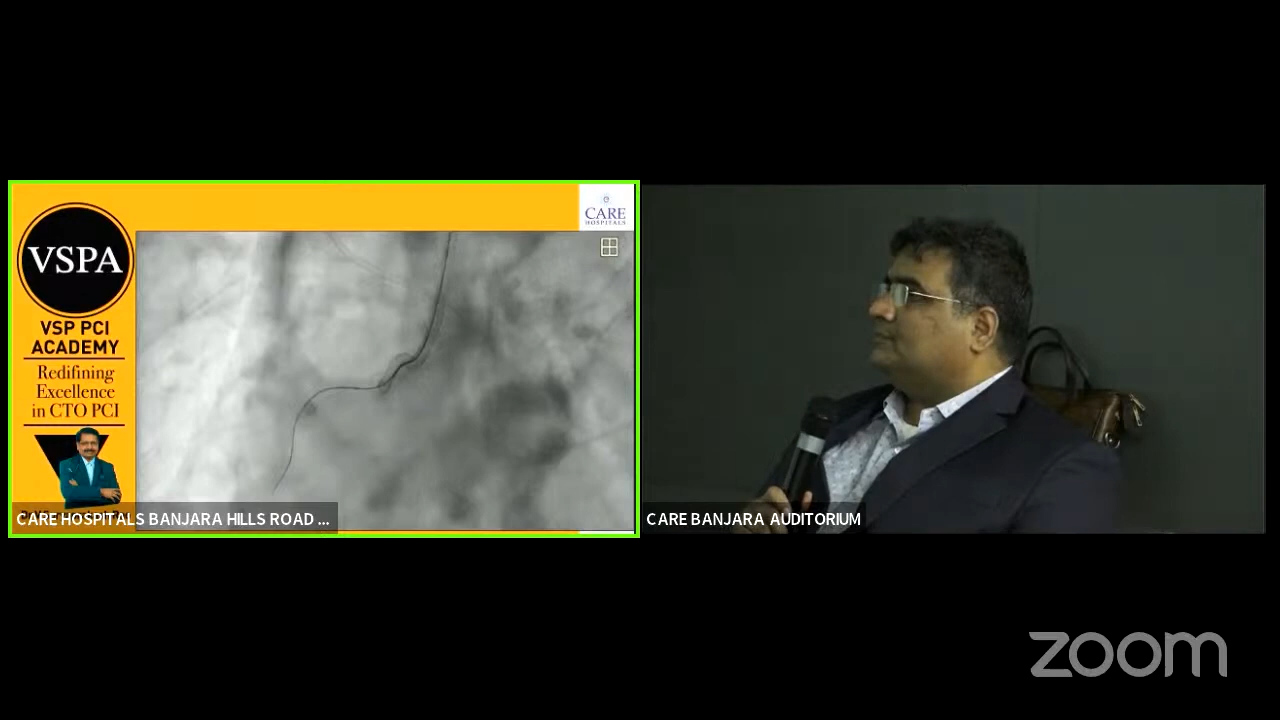 CARE
HOSPITALS
VSPA
VSP PCI
ACADEMY
Redifining
Excellence
in CTO PCI
CARE HOSPITALS BANJARA HILLS ROAD ...
CARE BANJARA AUDITORIUM
zoom